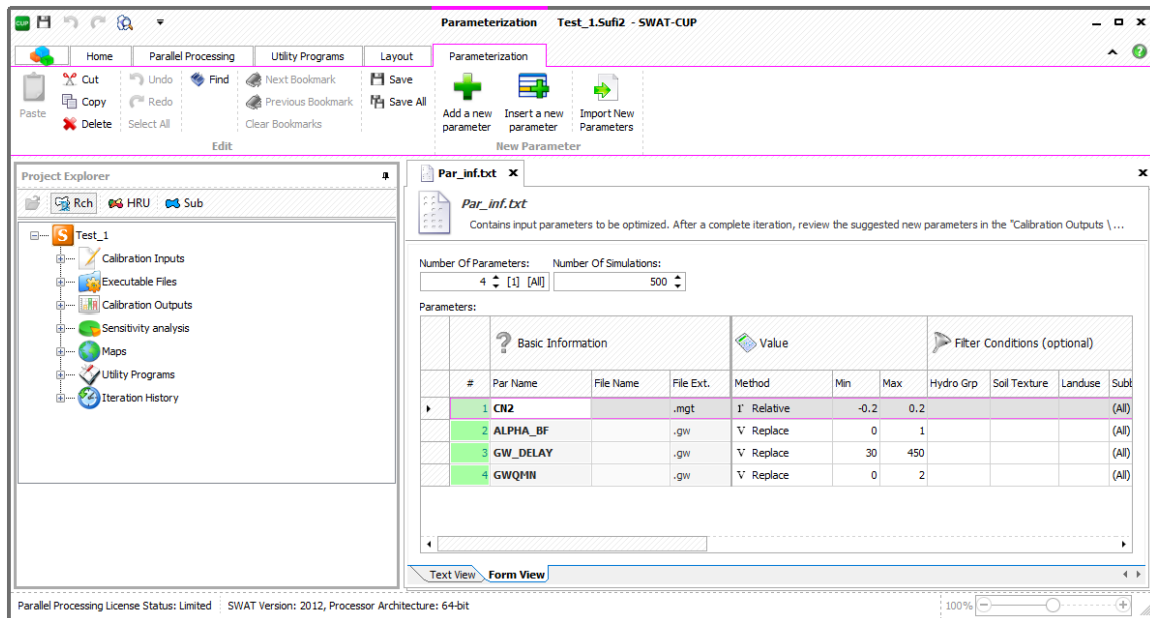 CUP
Parameterization Test_1.Sufi2 - SWAT-CUP
Home Parallel Processing Utility Programs Layout Parameterization
Paste
Cut
Copy
Delete
Undo
Redo
Select All
Find
Next Bookmark
Previous Bookmark
Clear Bookmarks
Save
Save All
Edit
Add a new
parameter
Insert a new
parameter
Import New
Parameters
New Parameter
Project Explorer
Rch HRU Sub
S Test_1
Calibration Inputs
Executable Files
Calibration Outputs
Sensitivity analysis
Maps
Utility Programs
Iteration History
Par_inf.txt
Par_inf.txt
Contains input parameters to be optimized. After a complete iteration, review the suggested new parameters in the "Calibration Outputs \ ...
Number Of Parameters: Number Of Simulations:
4 [1] [All] 500
Parameters:
Basic Information Value Filter Conditions (optional)
# Par Name File Name File Ext. Method Min Max Hydro Grp Soil Texture Landuse Subb
1 CN2 .mgt r Relative -0.2 0.2 (All)
2 ALPHA_BF .gw V Replace 0 1 (All)
3 GW_DELAY .gw V Replace 30 450 (All)
4 GWQMN .gw V Replace 0 2 (All)
Text View Form View
Parallel Processing License Status: Limited SWAT Version: 2012, Processor Architecture: 64-bit 100%